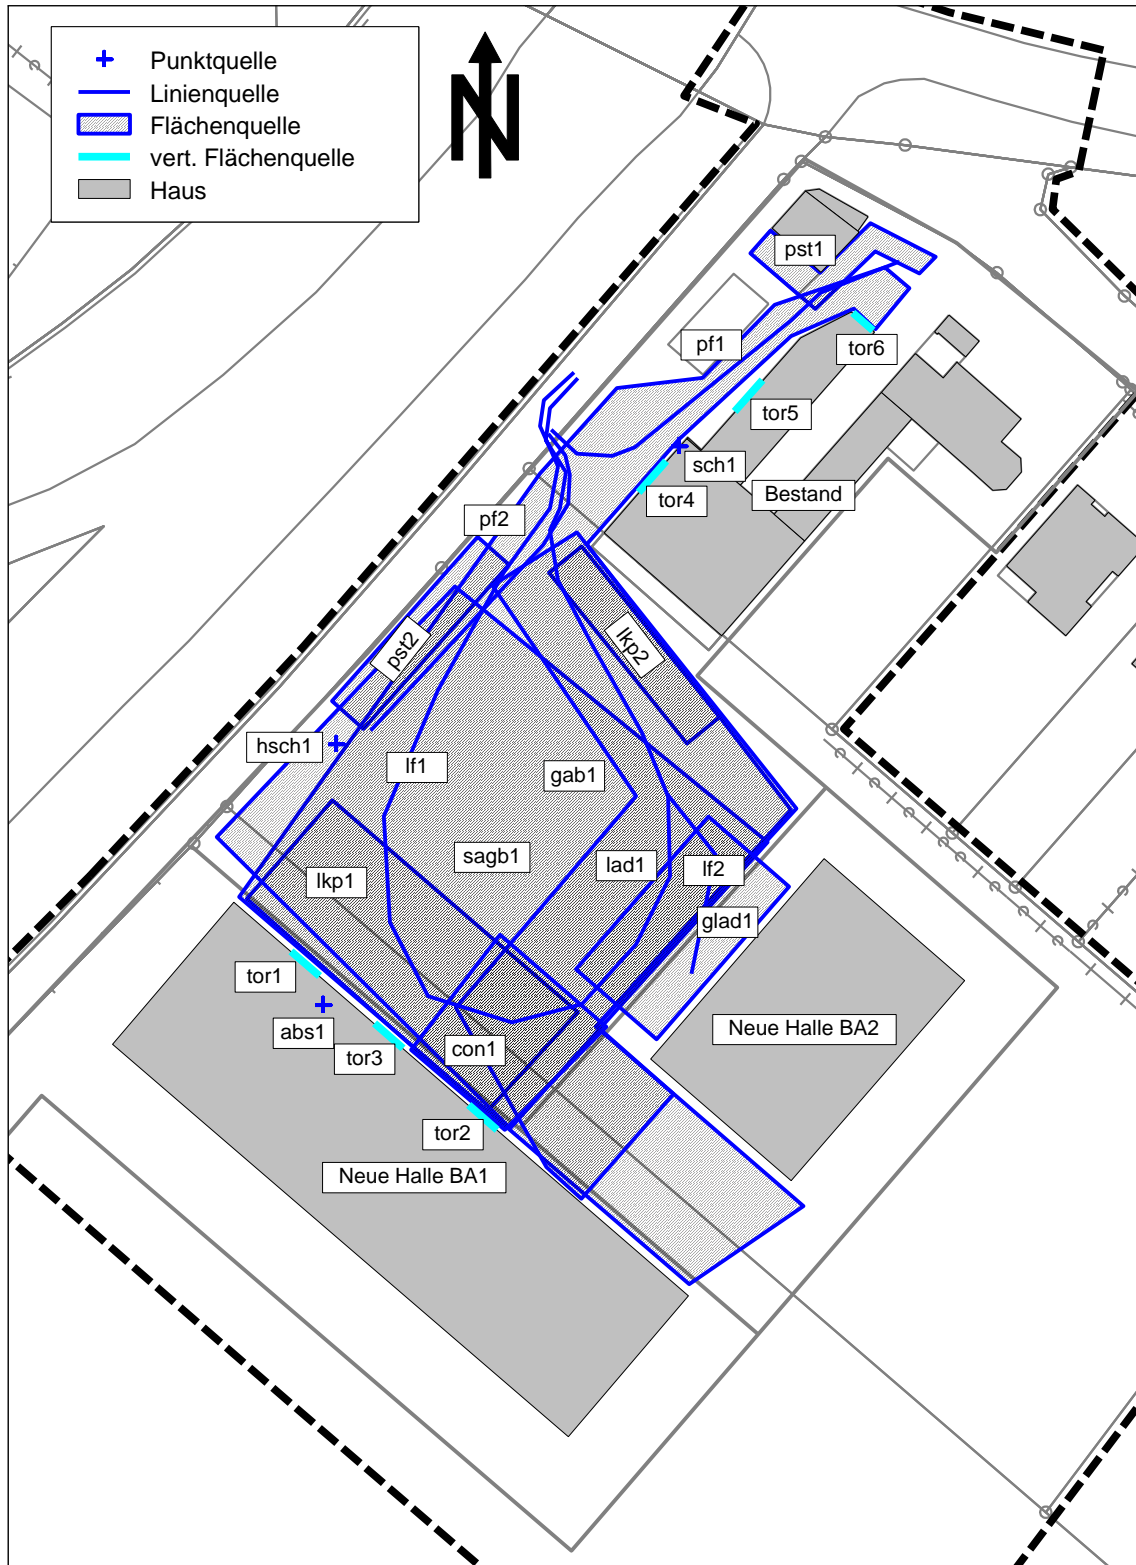 Punktquelle
Linienquelle
Flächenquelle
vert. Flächenquelle
Haus
N
pst1
pf1
tor6
tor5
sch1
tor4
Bestand
pf2
pst2
lkp2
hsch1
lf1
gab1
sagb1
lad1
lf2
lkp1
glad1
tor1
abs1
tor3
con1
Neue Halle BA2
tor2
Neue Halle BA1